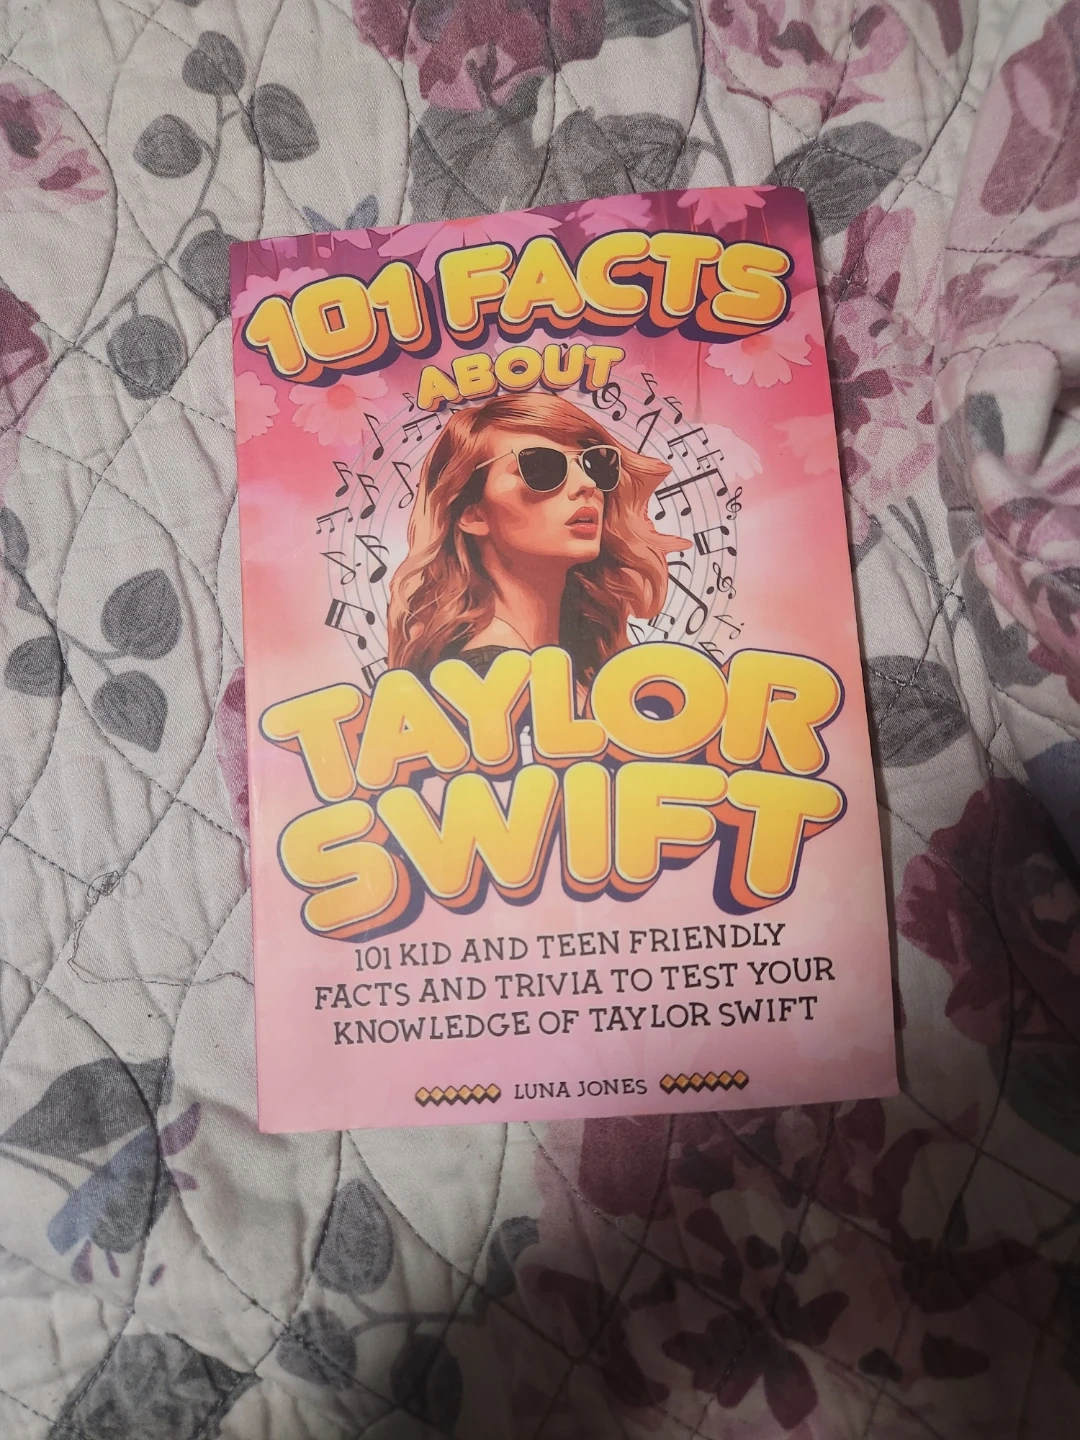 101 FACTS
ABOUT
TAYLOR
SWIFT
101 KID AND TEEN FRIENDLY
FACTS AND TRIVIA TO TEST YOUR
KNOWLEDGE OF TAYLOR SWIFT
LUNA JONES